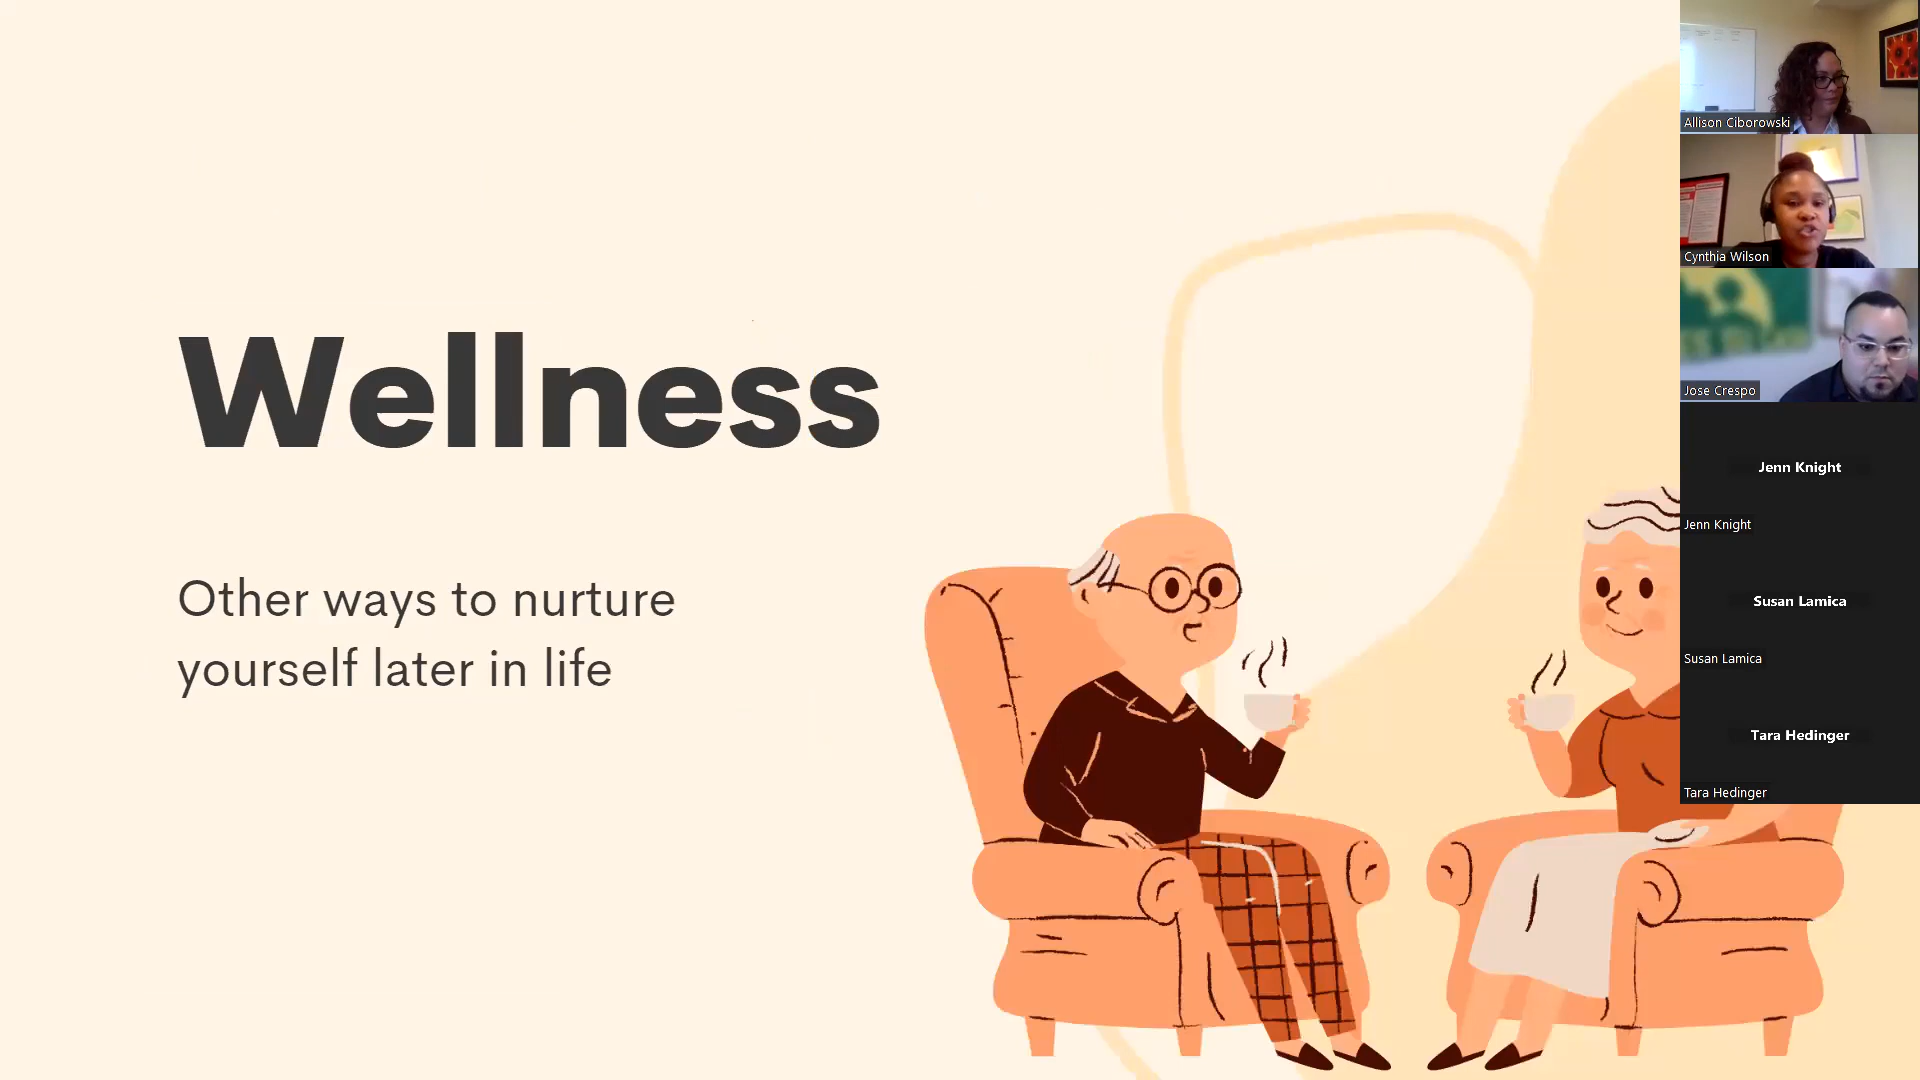 Wellness
Other ways to nurture
yourself later in life
Allison Ciborowski
Cynthia Wilson
Jose Crespo
Jenn Knight
Jenn Knight
Susan Lamica
Susan Lamica
Tara Hedinger
Tara Hedinger